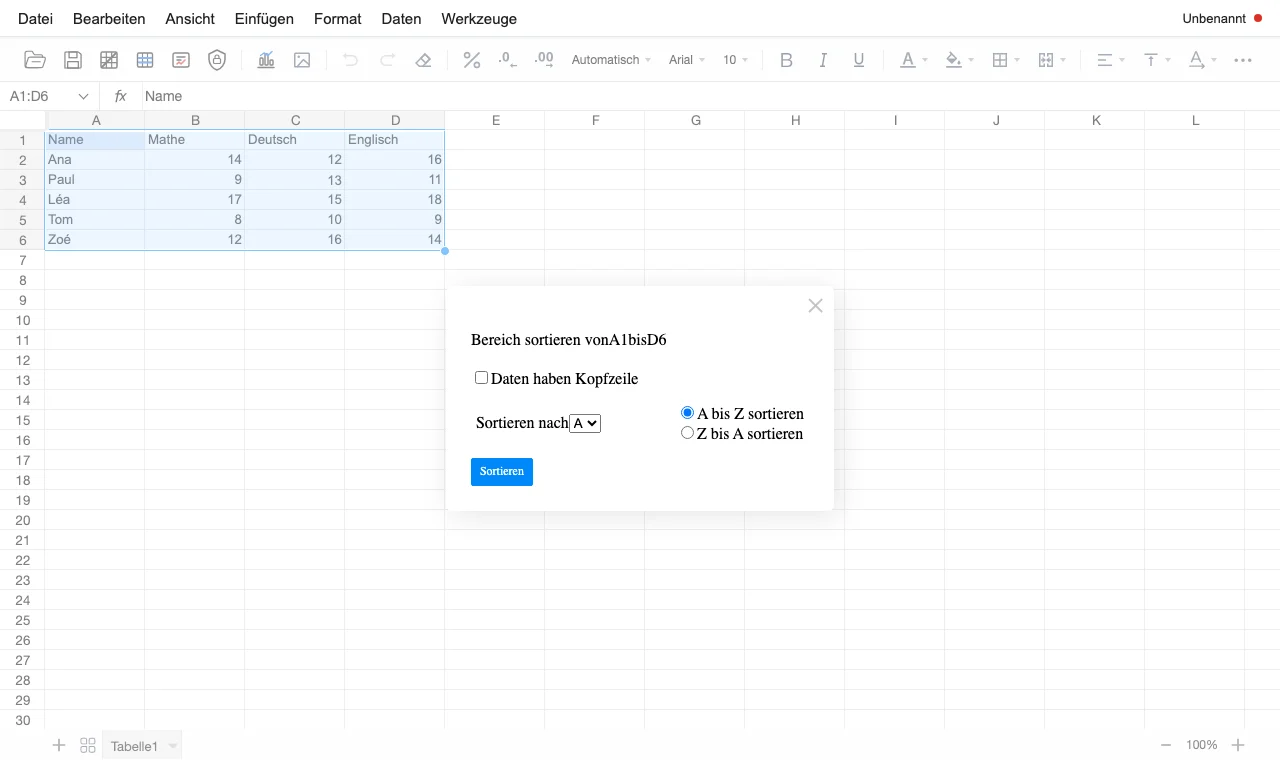 Datei Bearbeiten Ansicht Einfügen Format Daten Werkzeuge Unbenannt
% .0 .00 Automatisch Arial 10 B I U A A
A1:D6 fx Name
A B C D E F G H I J K L
1 Name Mathe Deutsch Englisch
2 Ana 14 12 16
3 Paul 9 13 11
4 Léa 17 15 18
5 Tom 8 10 9
6 Zoé 12 16 14
7
8
9
10
11
12
13
14
15
16
17
18
19
20
21
22
23
24
25
26
27
28
29
30
Bereich sortieren vonA1bisD6
Daten haben Kopfzeile
Sortieren nach A
A bis Z sortieren
Z bis A sortieren
Sortieren
Tabelle1 100%